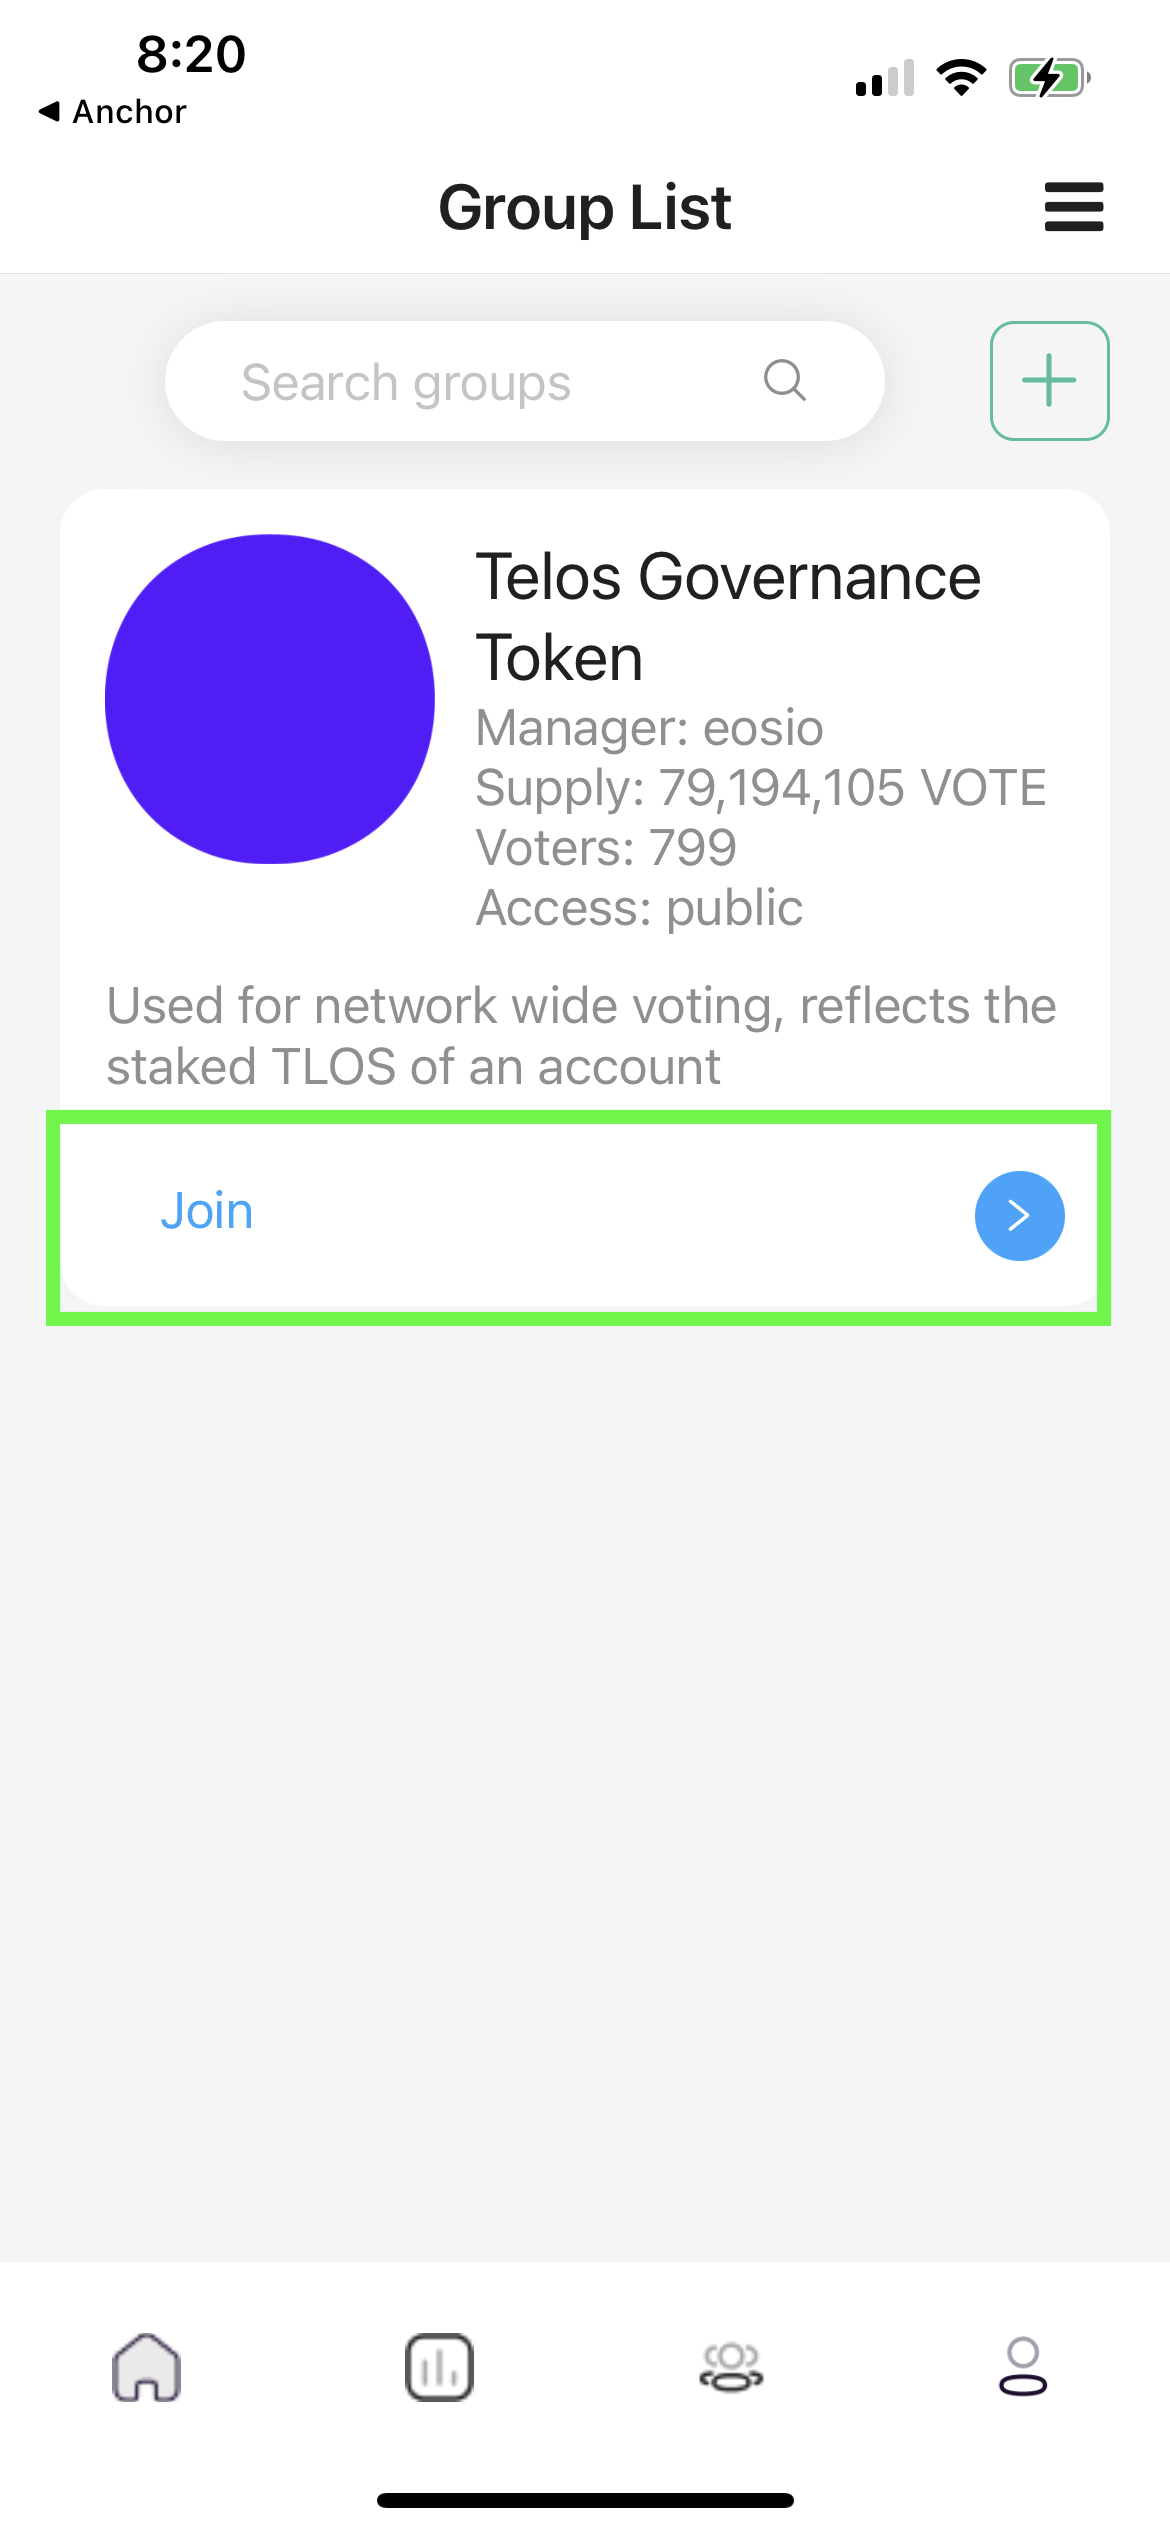 8:20
Anchor
Group List
Search groups
Telos Governance
Token
Manager: eosio
Supply: 79,194,105 VOTE
Voters: 799
Access: public
Used for network wide voting, reflects the
staked TLOS of an account
Join